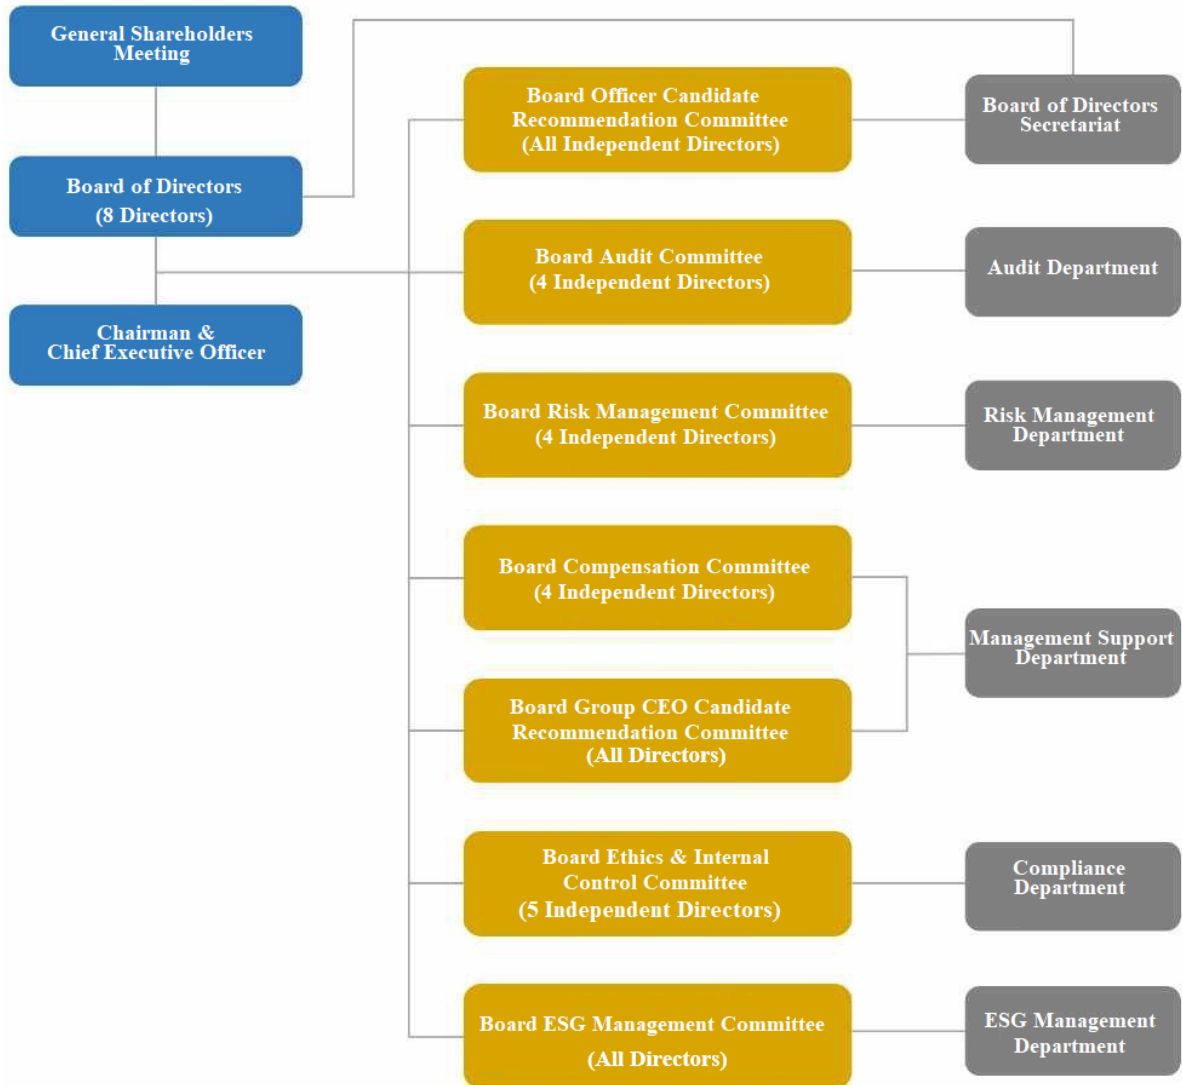 General Shareholders
Meeting
Board of Directors
(8 Directors)
Chairman &
Chief Executive Officer
Board Officer Candidate
Recommendation Committee
(All Independent Directors)
Board of Directors
Secretariat
Board Audit Committee
(4 Independent Directors)
Audit Department
Board Risk Management Committee
(4 Independent Directors)
Risk Management
Department
Board Compensation Committee
(4 Independent Directors)
Board Group CEO Candidate
Recommendation Committee
(All Directors)
Management Support
Department
Board Ethics & Internal
Control Committee
(5 Independent Directors)
Compliance
Department
Board ESG Management Committee
(All Directors)
ESG Management
Department